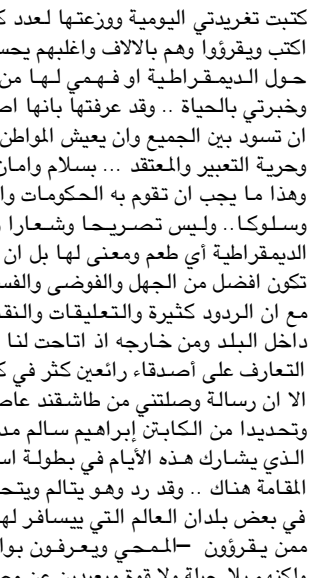 كتبت تغريدتي اليومية ووزعتها لعدد ك
اكتب ويقرؤوا وهم بالالاف واغلبهم يحس
حول الديمقراطية او فهمي لها من
وخبرتي بالحياة .. وقد عرفتها بانها اص
ان تسود بين الجميع وان يعيش المواطن
وحرية التعبير والمعتقد ... بسلام وامان
وهذا ما يجب ان تقوم به الحكومات وا
وسلوكا.. وليس تصريحا وشعارا
الديمقراطية أي طعم ومعنى لها بل ان
تكون افضل من الجهل والفوضى والفس
مع ان الردود كثيرة والتعليقات والنق
داخل البلد ومن خارجه اذ اتاحت لنا
التعارف على أصدقاء رائعين كثر في ك
الا ان رسالة وصلتني من طاشقند عاص
وتحديدا من الكابتن إبراهيم سالم مد
الذي يشارك هذه الأيام في بطولة اس
المقامة هناك .. وقد رد وهو يتالم ويتح
في بعض بلدان العالم التي ييسافر له
ممن يقرؤون –الممحي ويعرفون بوا